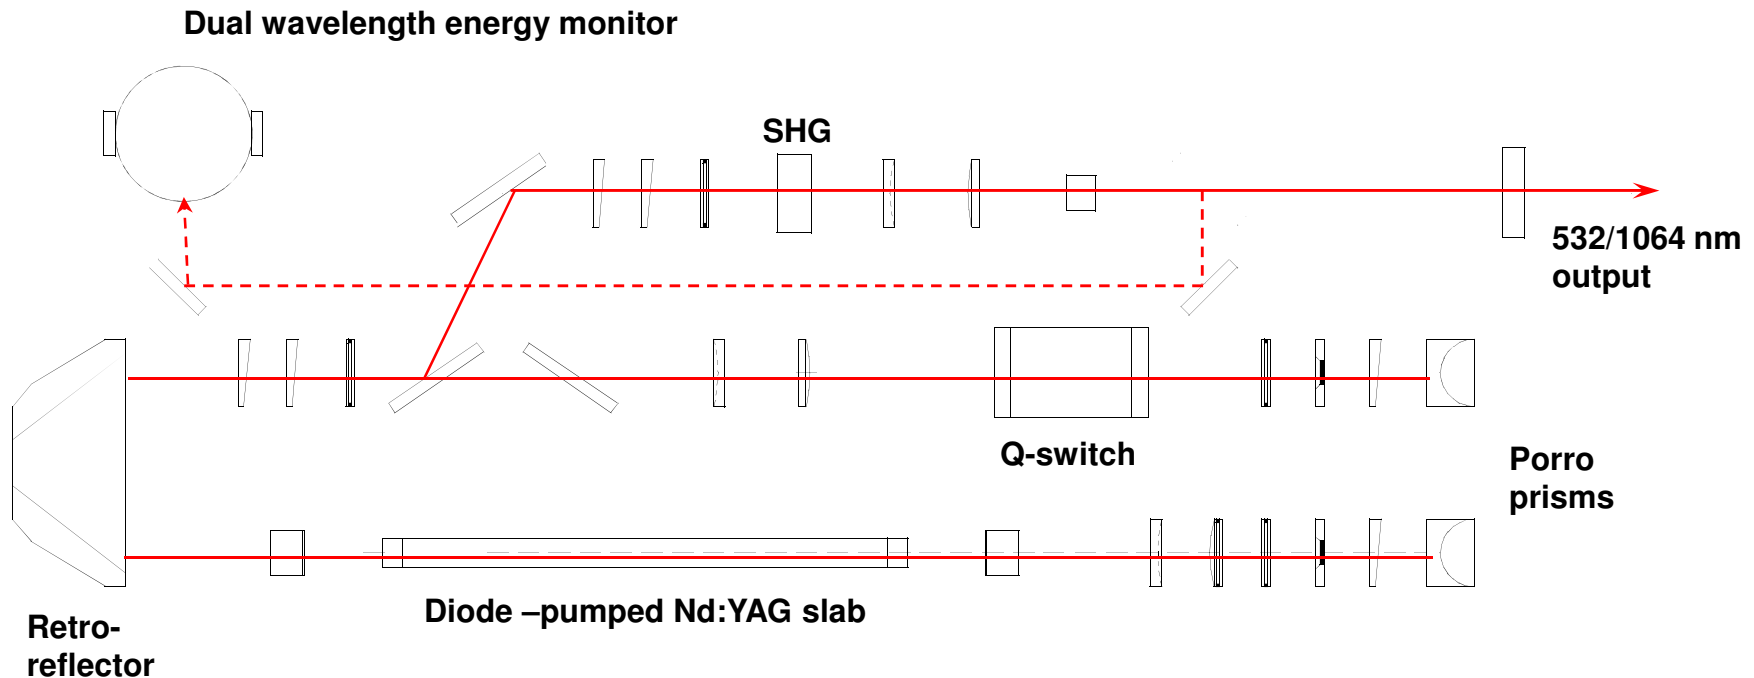 Dual wavelength energy monitor
SHG
532/1064 nm
output
Q-switch
Porro
prisms
Diode –pumped Nd:YAG slab
Retro-
reflector